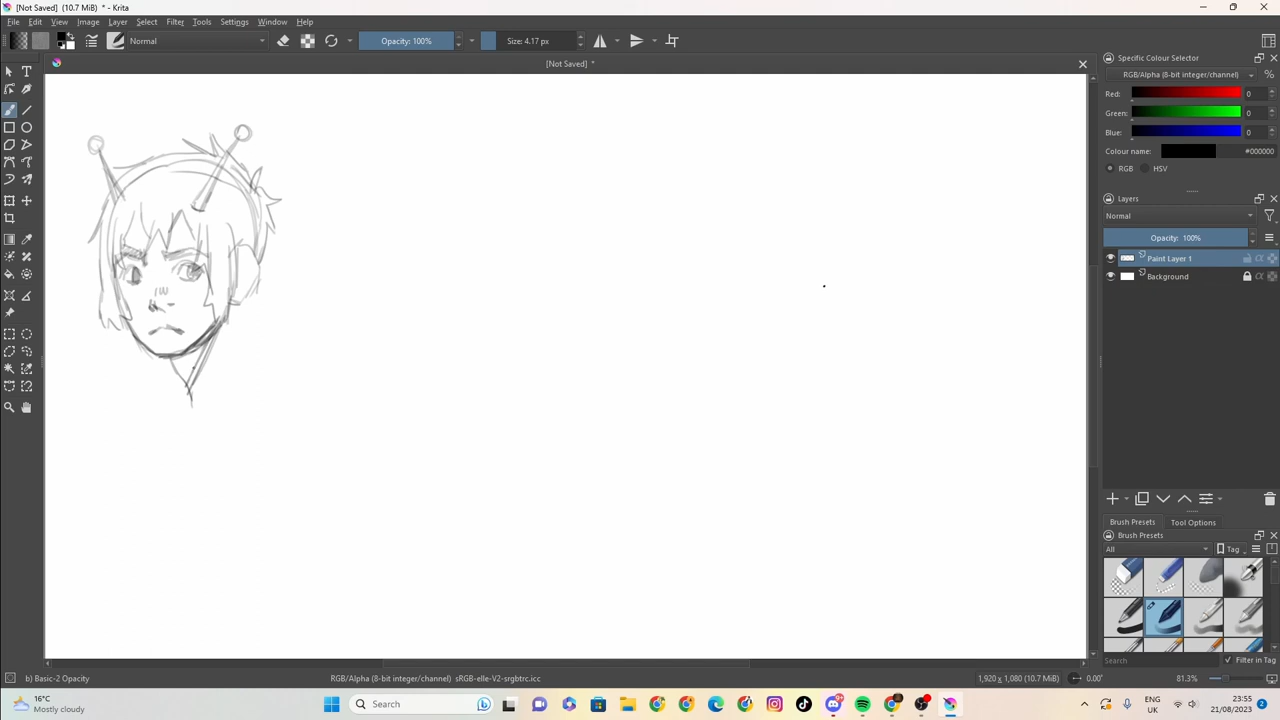 [Not Saved] (10.7 MiB) * - Krita
File Edit View Image Layer Select Filter Tools Settings Window Help
Normal
Opacity: 100%
Size: 4.17 px
[Not Saved] *
Specific Colour Selector
RGB/Alpha (8-bit integer/channel)
%
Red: 0
Green: 0
Blue: 0
Colour name: #000000
RGB HSV
Layers
Normal
Opacity: 100%
Paint Layer 1
Background
Brush Presets Tool Options
Brush Presets
All Tag
Search Filter in Tag
b) Basic-2 Opacity
RGB/Alpha (8-bit integer/channel) sRGB-elle-V2-srgbtrc.icc
1,920 x 1,080 (10.7 MiB)
0.00°
81.3%
16°C
Mostly cloudy
Search
ENG
UK
23:55
21/08/2023